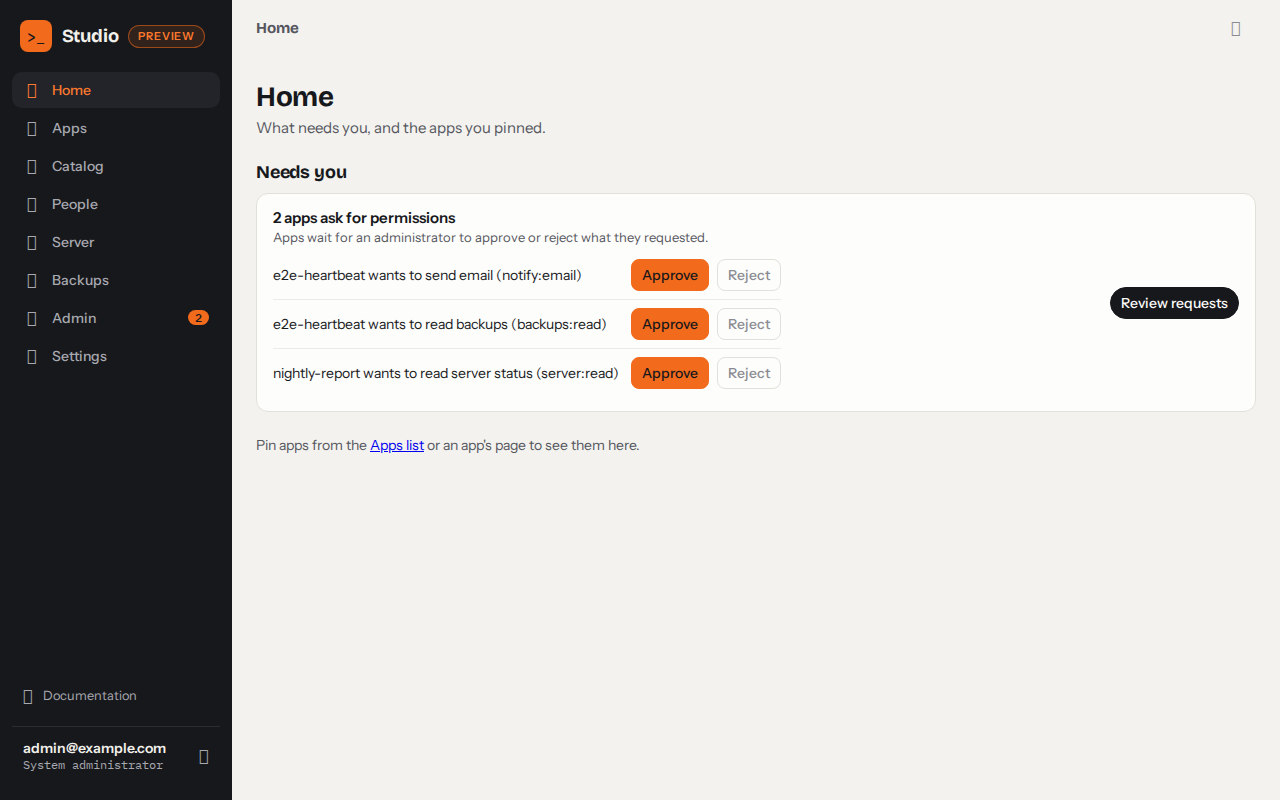 >_ Studio PREVIEW
Home
Apps
Catalog
People
Server
Backups
Admin 2
Settings
Documentation
admin@example.com
System administrator
Home
Home
What needs you, and the apps you pinned.
Needs you
2 apps ask for permissions
Apps wait for an administrator to approve or reject what they requested.
e2e-heartbeat wants to send email (notify:email) Approve Reject
e2e-heartbeat wants to read backups (backups:read) Approve Reject
nightly-report wants to read server status (server:read) Approve Reject
Review requests
Pin apps from the Apps list or an app's page to see them here.